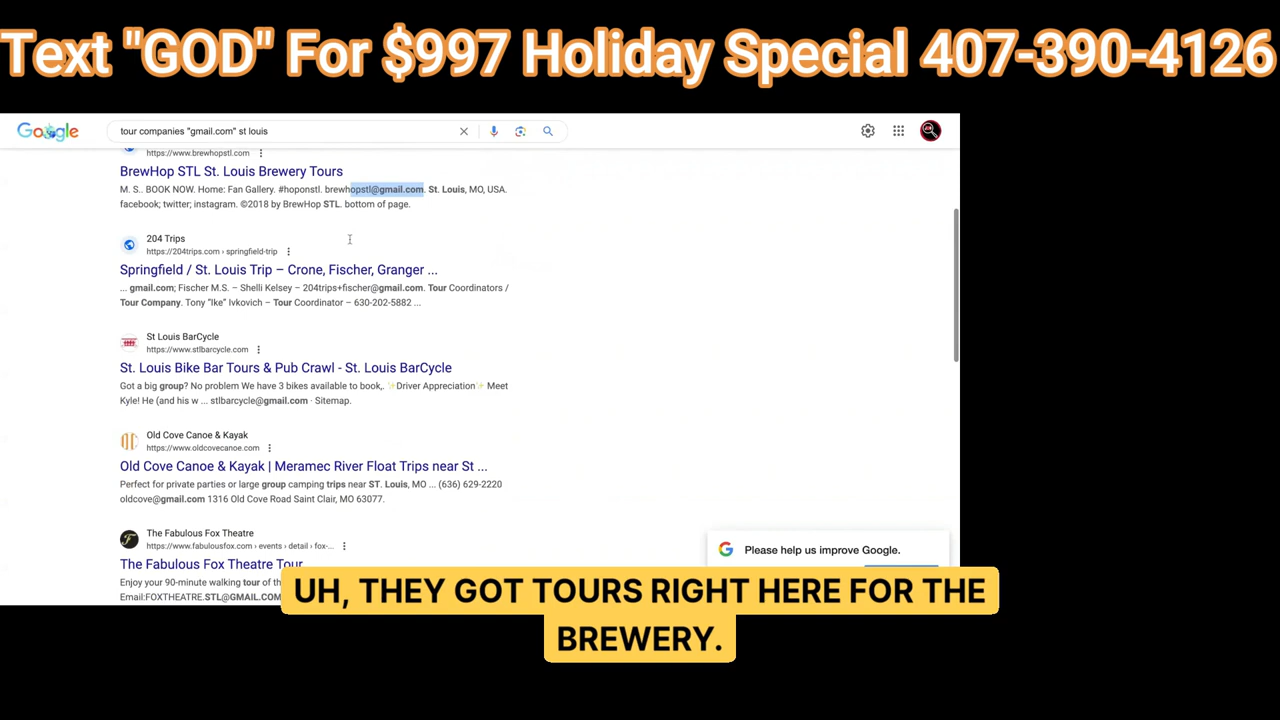 Text "GOD" For $997 Holiday Special 407-390-4126
Google
tour companies "gmail.com" st louis
https://www.brewhopstl.com
BrewHop STL St. Louis Brewery Tours
M. S.. BOOK NOW. Home: Fan Gallery. #hoponstl. brewhopstl@gmail.com. St. Louis, MO, USA.
facebook; twitter; instagram. ©2018 by BrewHop STL. bottom of page.
204 Trips
https://204trips.com › springfield-trip
Springfield / St. Louis Trip – Crone, Fischer, Granger ...
... gmail.com; Fischer M.S. – Shelli Kelsey – 204trips+fischer@gmail.com. Tour Coordinators /
Tour Company. Tony “Ike” Ivkovich – Tour Coordinator – 630-202-5882 ...
St Louis BarCycle
https://www.stlbarcycle.com
St. Louis Bike Bar Tours & Pub Crawl - St. Louis BarCycle
Got a big group? No problem We have 3 bikes available to book,. ✨Driver Appreciation✨ Meet
Kyle! He (and his w ... stlbarcycle@gmail.com · Sitemap.
Old Cove Canoe & Kayak
https://www.oldcovecanoe.com
Old Cove Canoe & Kayak | Meramec River Float Trips near St ...
Perfect for private parties or large group camping trips near ST. Louis, MO ... (636) 629-2220
oldcove@gmail.com 1316 Old Cove Road Saint Clair, MO 63077.
The Fabulous Fox Theatre
https://www.fabulousfox.com › events › detail › fox-...
The Fabulous Fox Theatre Tour
Enjoy your 90-minute walking tour of the
Email:FOXTHEATRE.STL@GMAIL.COM
Please help us improve Google.
UH, THEY GOT TOURS RIGHT HERE FOR THE
BREWERY.